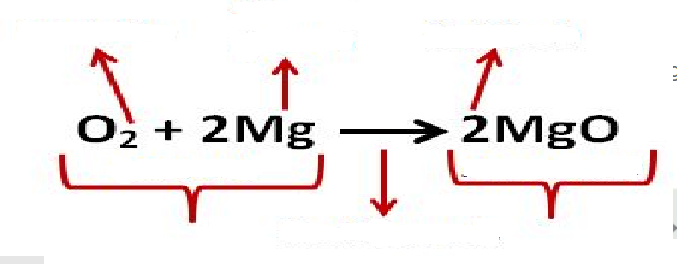 O₂ + 2Mg ⟶ 2MgO